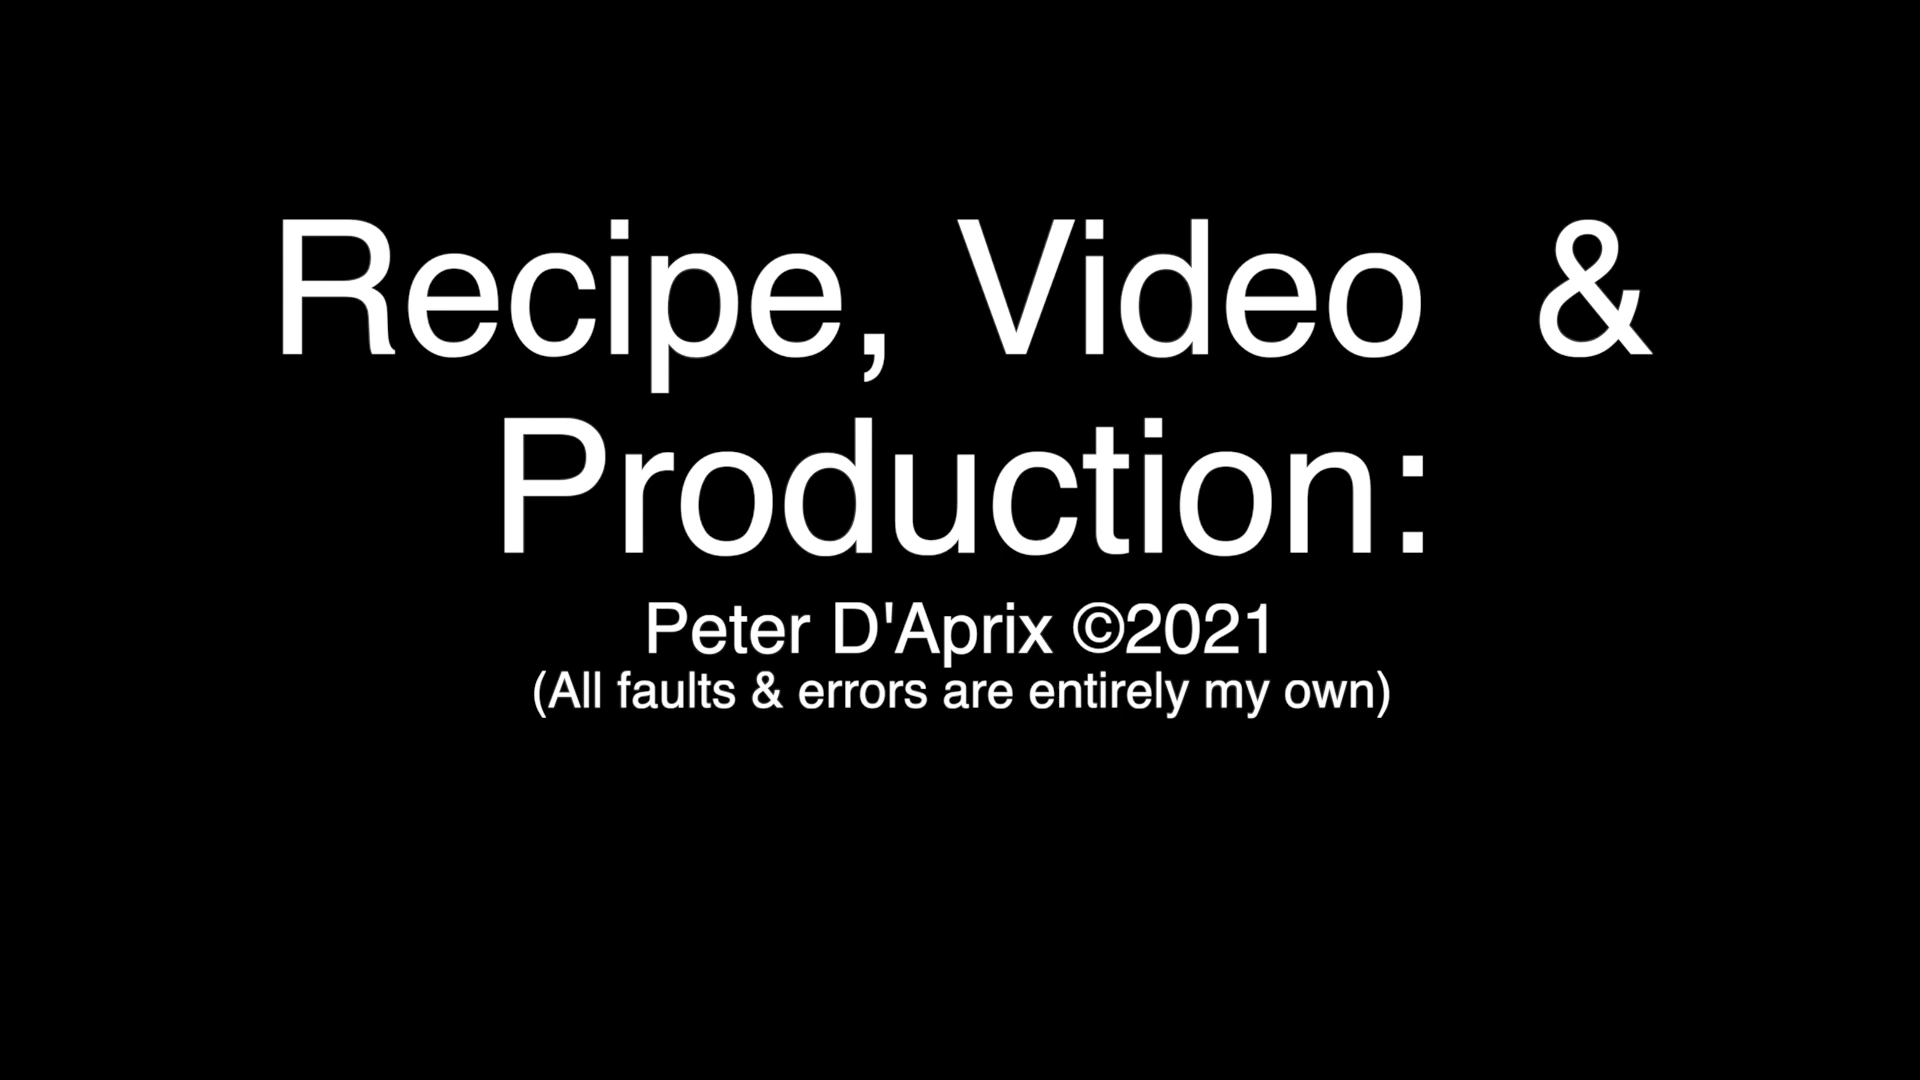 Recipe, Video &
Production:
Peter D'Aprix ©2021
(All faults & errors are entirely my own)